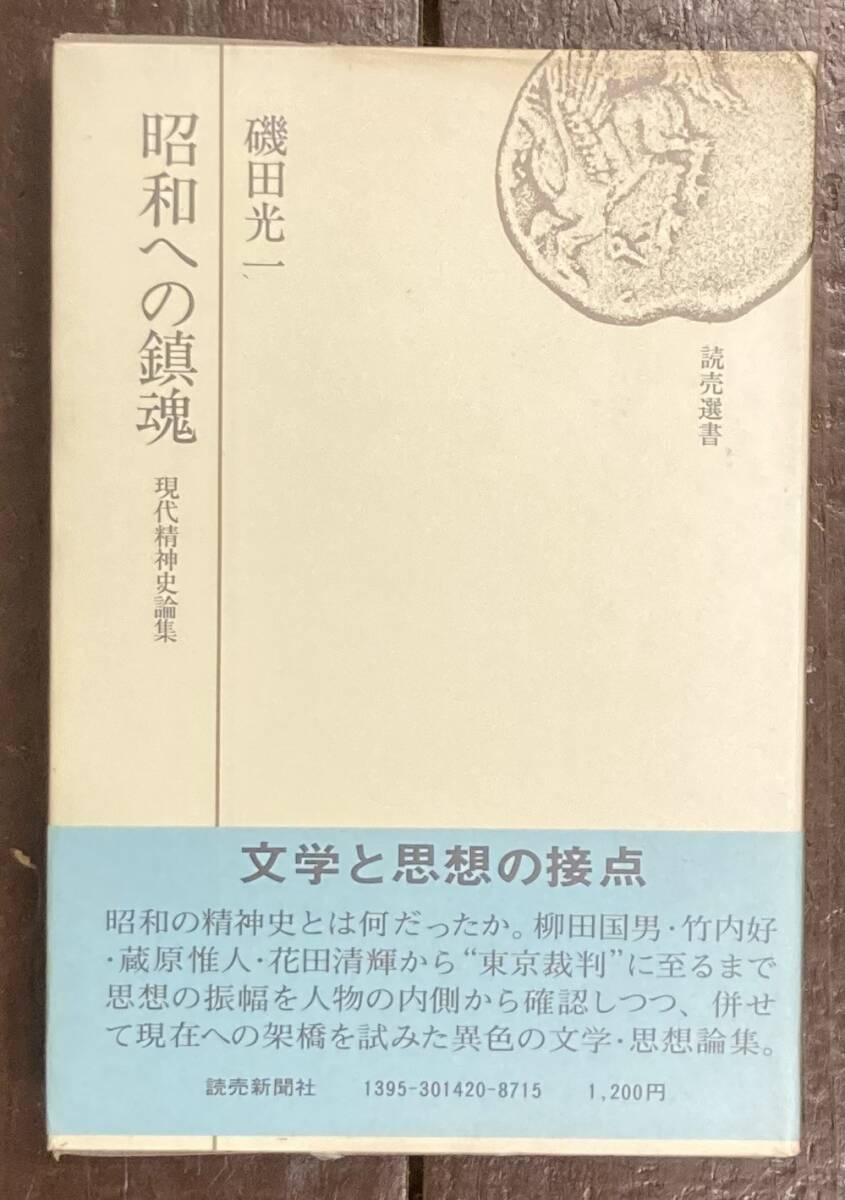 読売選書
磯田光一
昭和への鎮魂
現代精神史論集
文学と思想の接点
昭和の精神史とは何だったか。柳田国男・竹内好
・蔵原惟人・花田清輝から“東京裁判”に至るまで
思想の振幅を人物の内側から確認しつつ、併せ
て現在への架橋を試みた異色の文学・思想論集。
読売新聞社 1395-301420-8715 1,200円